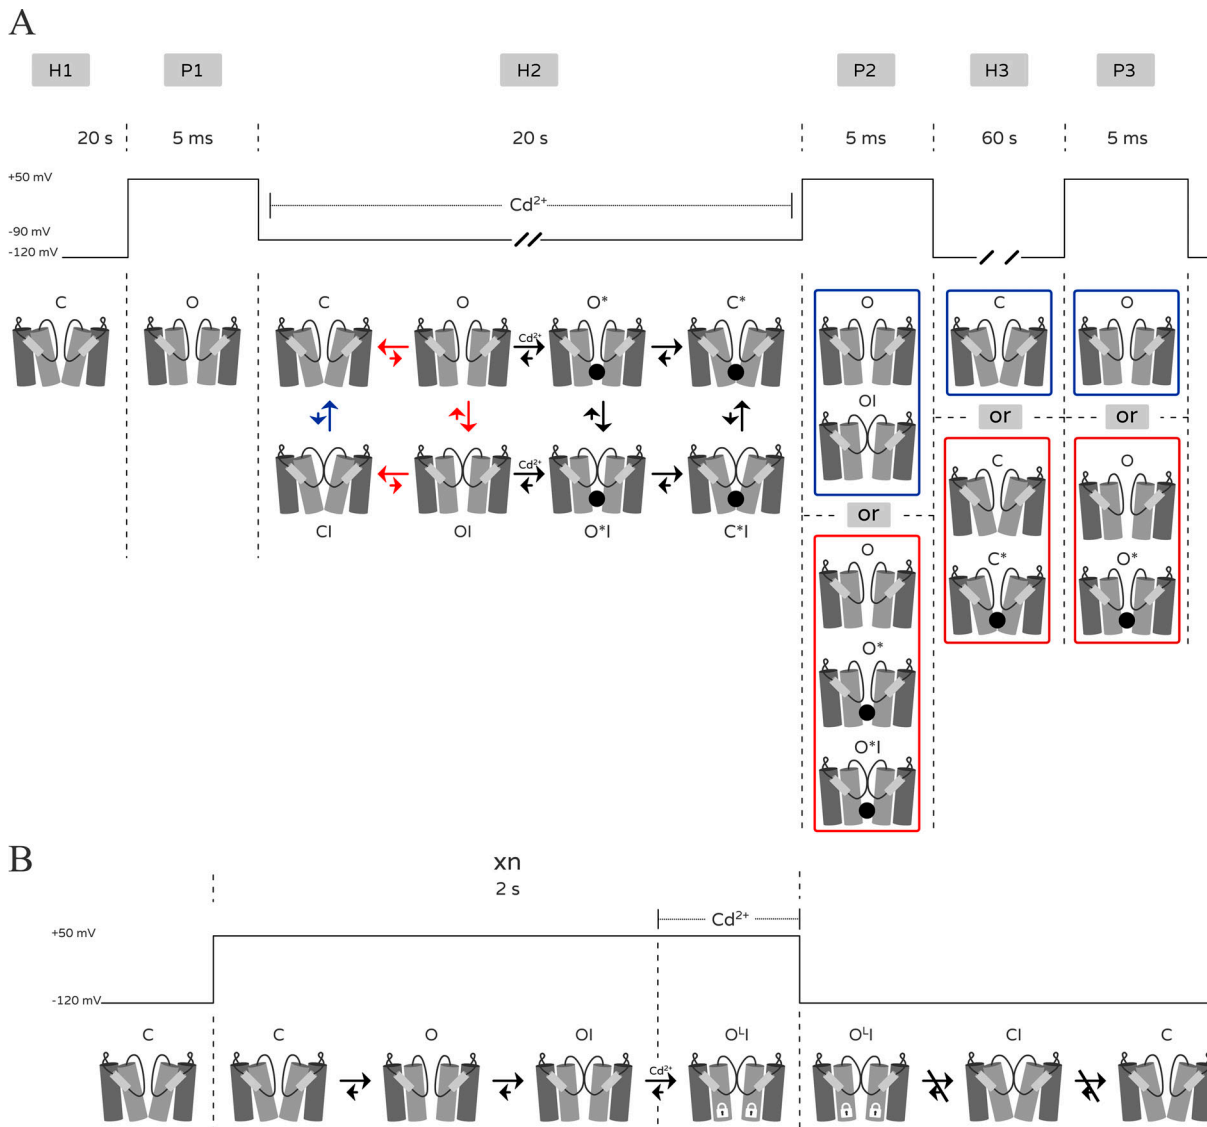 A
H1 P1 H2 P2 H3 P3
20 s 5 ms 20 s 5 ms 60 s 5 ms
+50 mV
Cd²⁺
-90 mV
-120 mV
C O C O O* C* O C O
Cd²⁺
OI or or
Cd²⁺
C O
CI OI O*I C*I or
O C* O*
O*
O*I
B
xn
2 s
Cd²⁺
+50 mV
-120 mV
C C O OI OᴸI OᴸI CI C
Cd²⁺